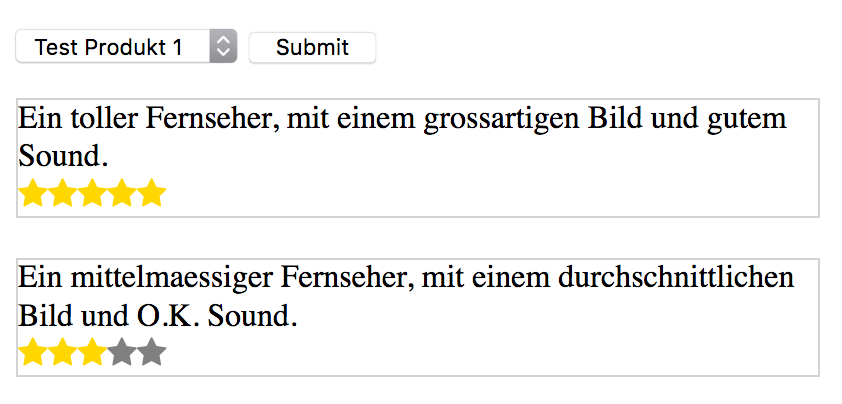 Test Produkt 1 Submit
Ein toller Fernseher, mit einem grossartigen Bild und gutem
Sound.
Ein mittelmaessiger Fernseher, mit einem durchschnittlichen
Bild und O.K. Sound.